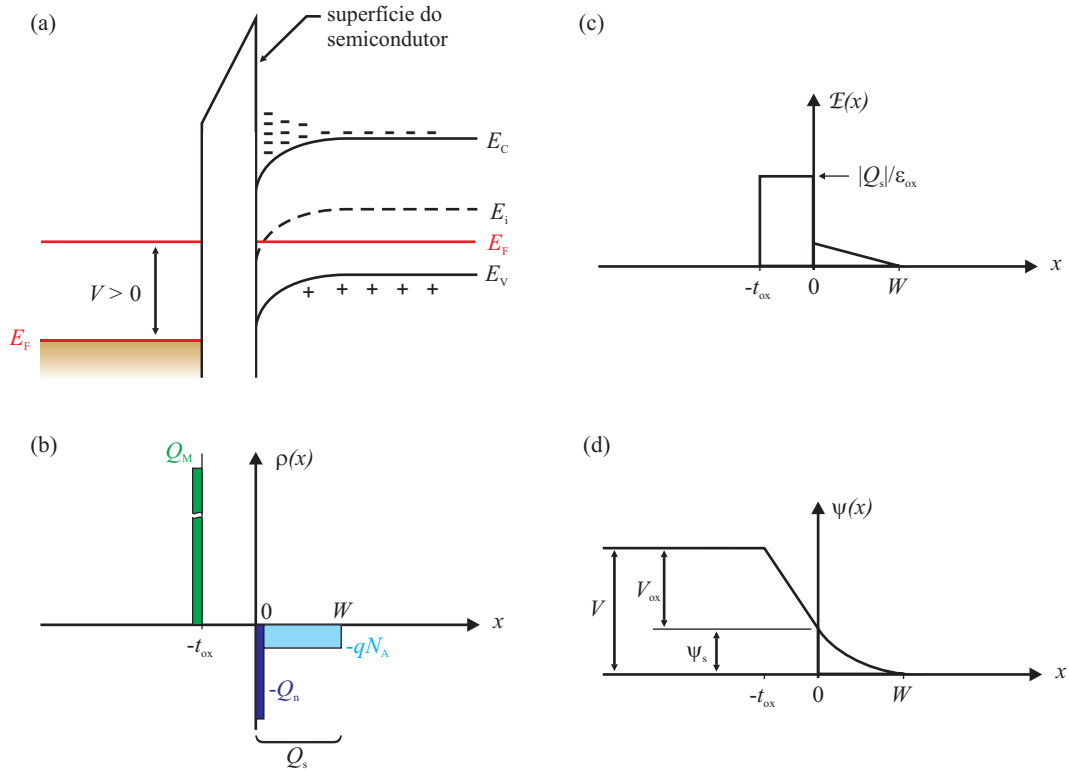 (a)
superfície do
semicondutor
E_C
E_i
E_F
E_V
V > 0
E_F
(b)
Q_M
ρ(x)
0
W
x
-t_ox
-qN_A
-Q_n
Q_s
(c)
Ɛ(x)
|Q_s|/ε_ox
x
-t_ox
0
W
(d)
ψ(x)
V
V_ox
ψ_s
x
-t_ox
0
W